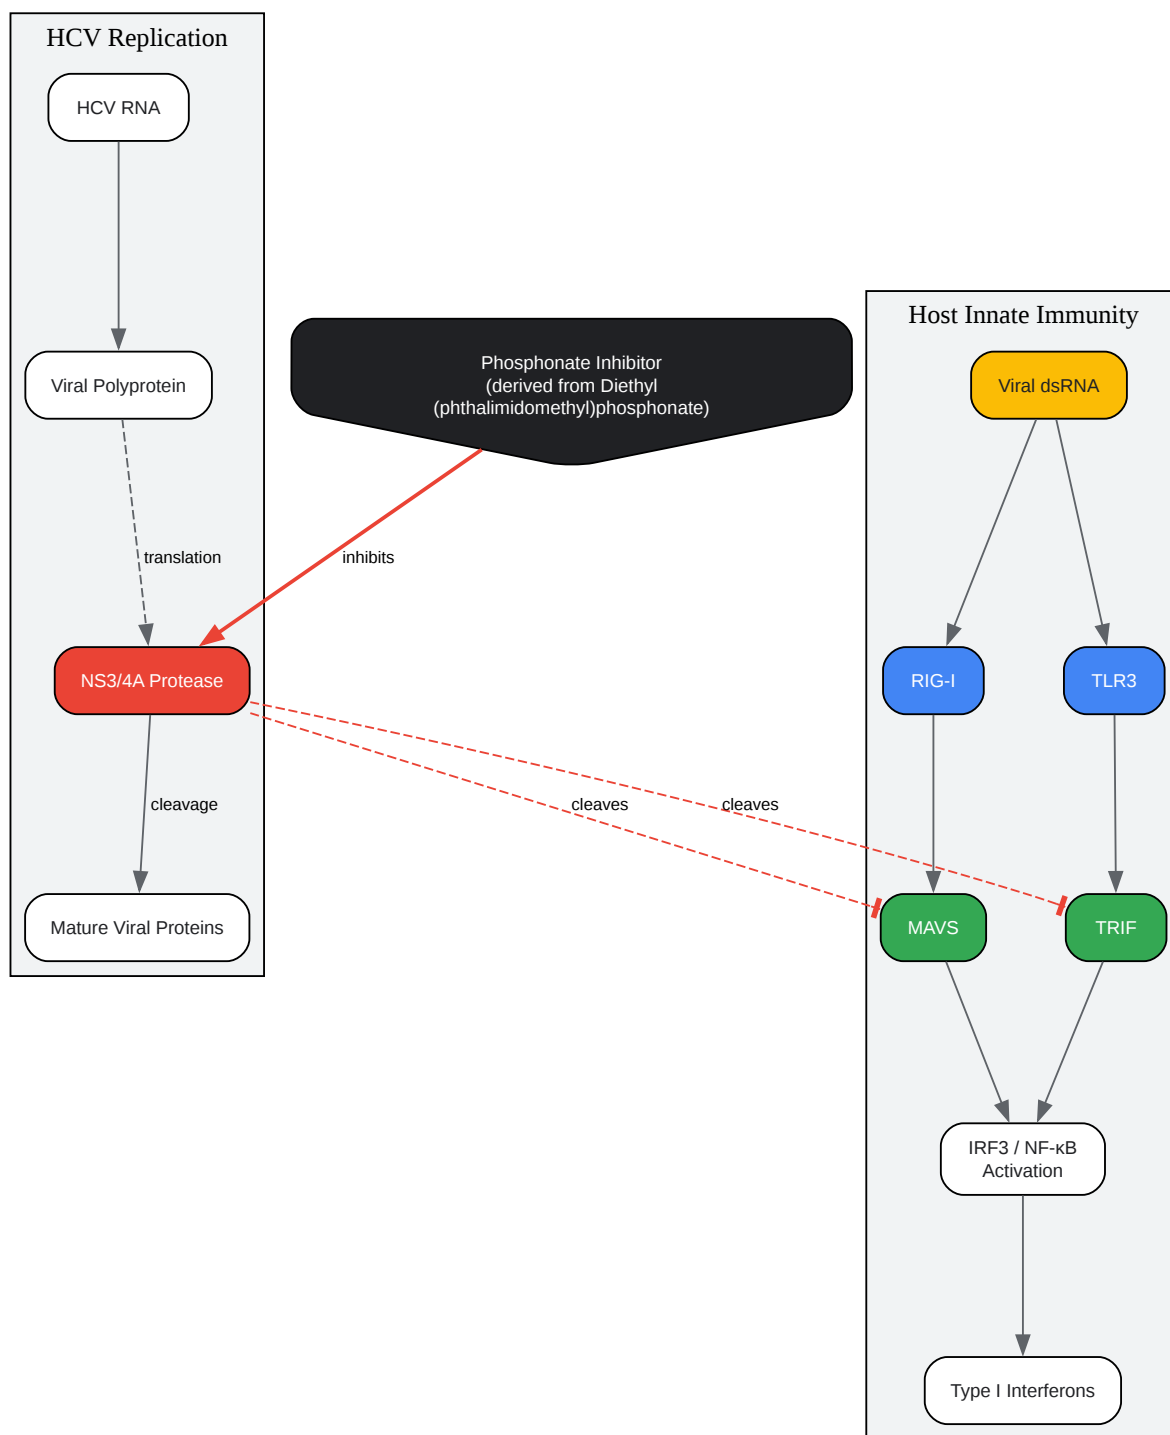 HCV Replication
HCV RNA
Viral Polyprotein
translation
NS3/4A Protease
cleavage
Mature Viral Proteins
Phosphonate Inhibitor
(derived from Diethyl
(phthalimidomethyl)phosphonate)
inhibits
cleaves
cleaves
Host Innate Immunity
Viral dsRNA
RIG-I
TLR3
MAVS
TRIF
IRF3 / NF-κB
Activation
Type I Interferons